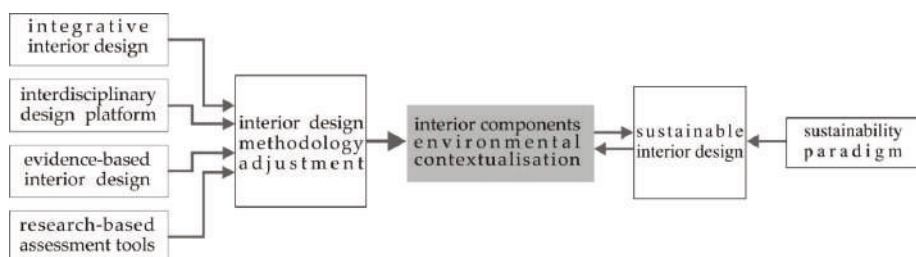 integrative
interior design
interdisciplinary
design platform
evidence-based
interior design
research-based
assessment tools
interior design
methodology
adjustment
interior components
environmental
contextualisation
sustainable
interior design
sustainability
paradigm